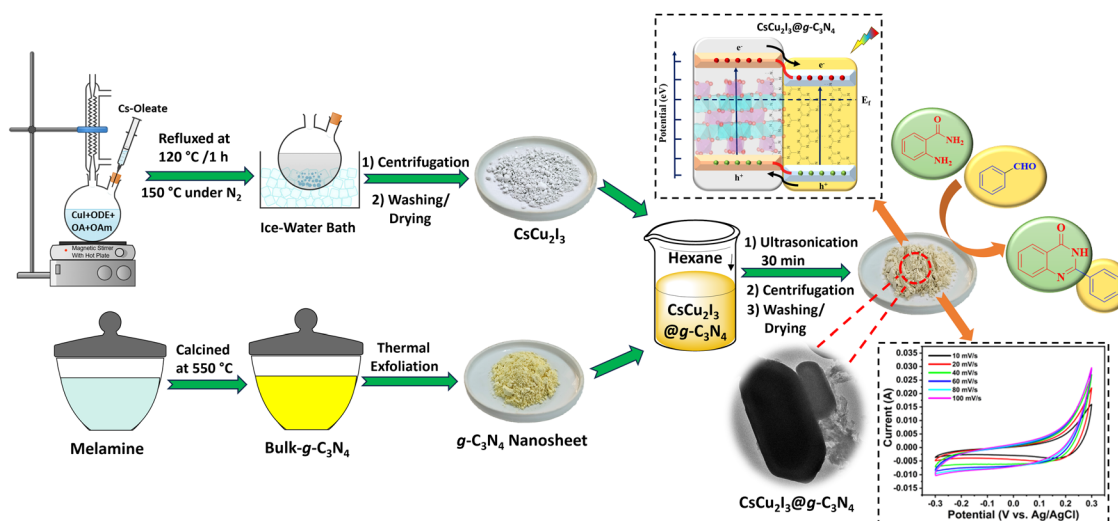 Cs-Oleate
CuI+ODE+
OA+OAm
Magnetic Stirrer
With Hot Plate
Refluxed at
120 °C /1 h
150 °C under N₂
Ice-Water Bath
1) Centrifugation
2) Washing/
Drying
CsCu₂I₃
Melamine
Calcined
at 550 °C
Bulk-g-C₃N₄
Thermal
Exfoliation
g-C₃N₄ Nanosheet
Hexane
CsCu₂I₃
@g-C₃N₄
1) Ultrasonication
30 min
2) Centrifugation
3) Washing/
Drying
CsCu₂I₃@g-C₃N₄
Potential (eV)
e⁻
e⁻
E_f
h⁺
h⁺
O
NH₂
NH₂
CHO
O
NH
N
CsCu₂I₃@g-C₃N₄
0.035
0.030
0.025
0.020
0.015
0.010
0.005
0.000
-0.005
-0.010
-0.015
Current (A)
10 mV/s
20 mV/s
40 mV/s
60 mV/s
80 mV/s
100 mV/s
-0.3 -0.2 -0.1 0.0 0.1 0.2 0.3
Potential (V vs. Ag/AgCl)